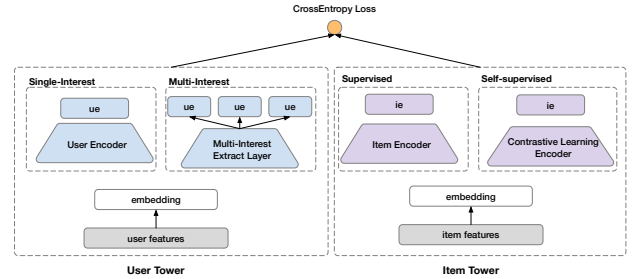 CrossEntropy Loss
Single-Interest
Multi-Interest
Supervised
Self-supervised
ue
ue
ue
ue
ie
ie
User Encoder
Multi-Interest
Extract Layer
Item Encoder
Contrastive Learning
Encoder
embedding
embedding
user features
item features
User Tower
Item Tower